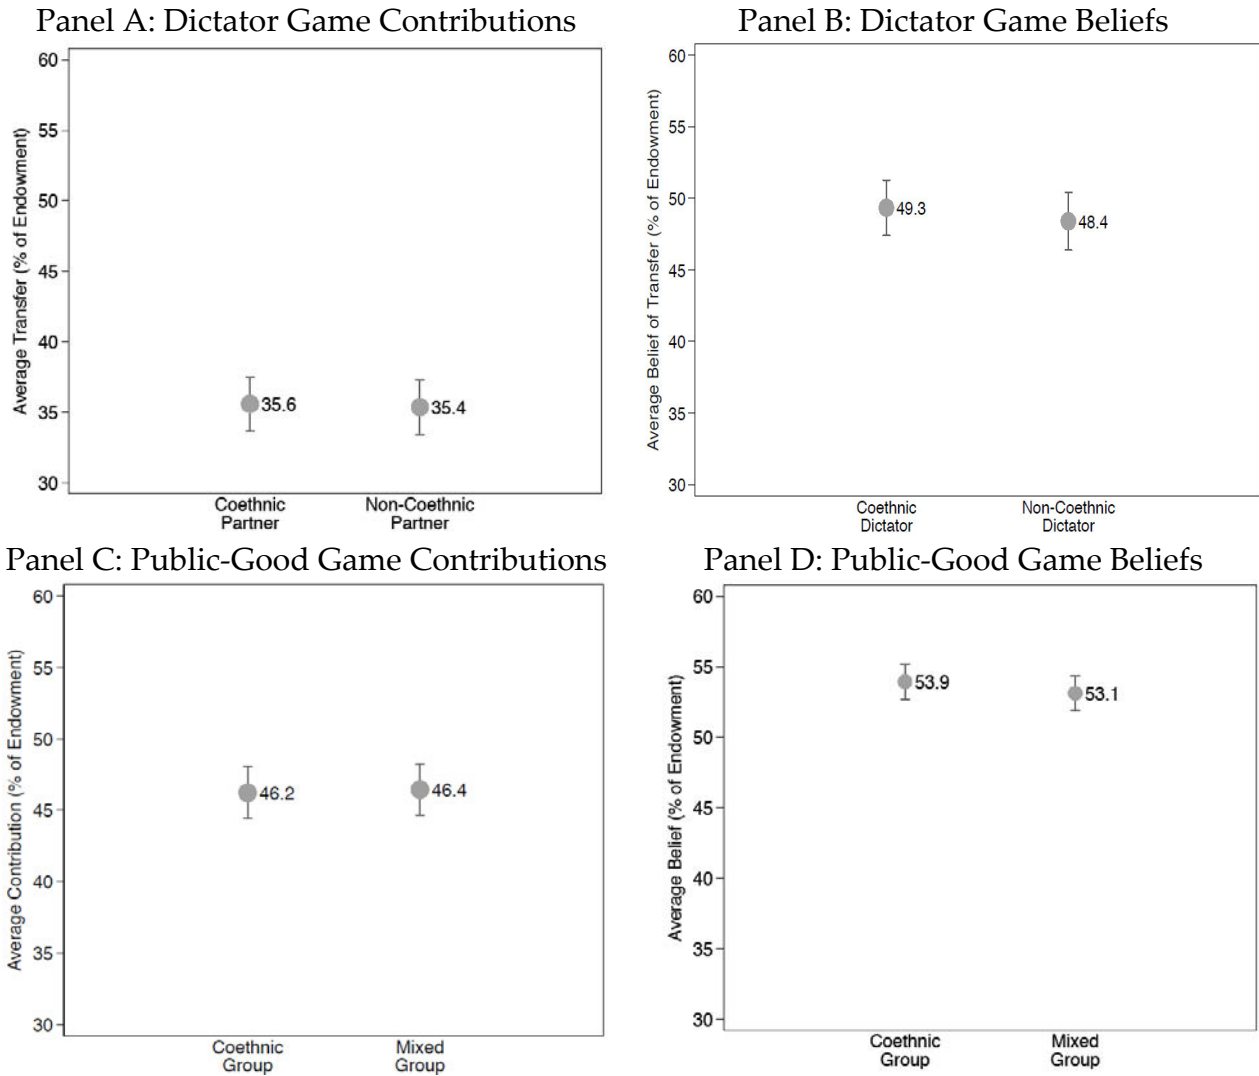 Panel A: Dictator Game Contributions
Average Transfer (% of Endowment)
60
55
50
45
40
35
30
35.6
35.4
Coethnic
Partner
Non-Coethnic
Partner
Panel B: Dictator Game Beliefs
Average Belief of Transfer (% of Endowment)
60
55
50
45
40
35
30
49.3
48.4
Coethnic
Dictator
Non-Coethnic
Dictator
Panel C: Public-Good Game Contributions
Average Contribution (% of Endowment)
60
55
50
45
40
35
30
46.2
46.4
Coethnic
Group
Mixed
Group
Panel D: Public-Good Game Beliefs
Average Belief (% of Endowment)
60
55
50
45
40
35
30
53.9
53.1
Coethnic
Group
Mixed
Group